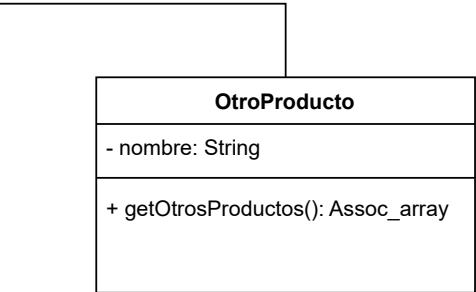 OtroProducto
- nombre: String
+ getOtrosProductos(): Assoc_array